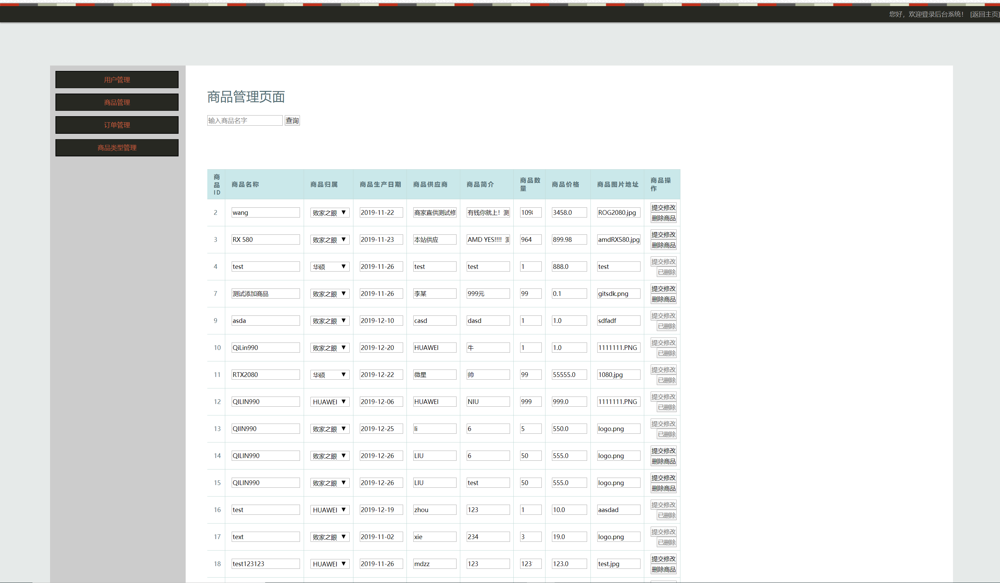 您好，欢迎登录后台系统！ [返回主页]
用户管理
商品管理
订单管理
商品类型管理
商品管理页面
输入商品名字 查询
商品ID 商品名称 商品归属 商品生产日期 商品供应商 商品简介 商品数量 商品价格 商品图片地址 商品操作
2 wang 败家之眼 2019-11-22 商家直供测试修 有钱你就上！测 109 3458.0 ROG2080.jpg 提交修改 删除商品
3 RX 580 败家之眼 2019-11-23 本站供应 AMD YES!!!! 964 899.98 amdRX580.jpg 提交修改 删除商品
4 test 华硕 2019-11-26 test test 1 888.0 test 提交修改 已删除
7 测试添加商品 败家之眼 2019-11-26 李某 999元 99 0.1 gitsdk.png 提交修改 删除商品
9 asda 败家之眼 2019-12-10 casd dasd 1 1.0 sdfadf 提交修改 已删除
10 QiLin990 败家之眼 2019-12-20 HUAWEI 牛 1 1.0 1111111.PNG 提交修改 已删除
11 RTX2080 华硕 2019-12-22 微星 帅 99 55555.0 1080.jpg 提交修改 已删除
12 QILIN990 HUAWEI 2019-12-06 HUAWEI NIU 999 999.0 1111111.PNG 提交修改 已删除
13 QIIN990 败家之眼 2019-12-25 li 6 5 550.0 logo.png 提交修改 已删除
14 QILIN990 败家之眼 2019-12-26 LIU 6 50 555.0 logo.png 提交修改 删除商品
15 QILIN990 败家之眼 2019-12-26 LIU test 50 555.0 logo.png 提交修改 删除商品
16 test HUAWEI 2019-12-19 zhou 123 1 10.0 aasdad 提交修改 已删除
17 text 败家之眼 2019-11-02 xie 234 3 19.0 logo.png 提交修改 已删除
18 test123123 HUAWEI 2019-11-26 mdzz 123 123 123.0 test.jpg 提交修改 删除商品